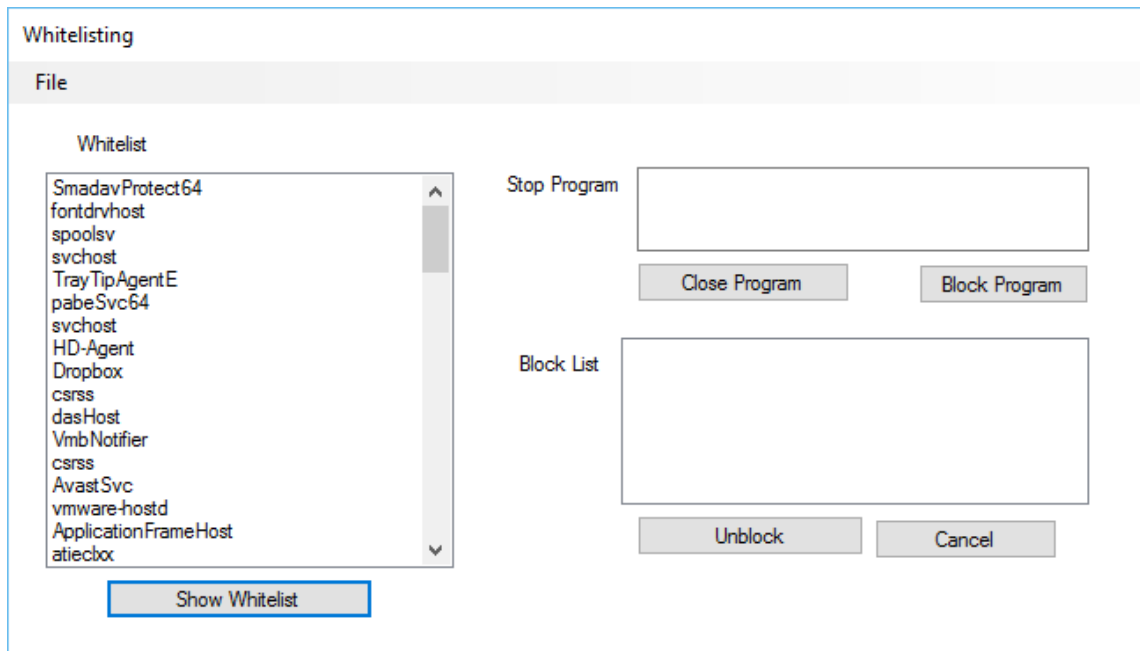 Whitelisting
File
Whitelist
SmadavProtect64
fontdrvhost
spoolsv
svchost
TrayTipAgentE
pabeSvc64
svchost
HD-Agent
Dropbox
csrss
dasHost
VmbNotifier
csrss
AvastSvc
vmware-hostd
ApplicationFrameHost
atieclxx
Show Whitelist
Stop Program
Close Program
Block Program
Block List
Unblock
Cancel